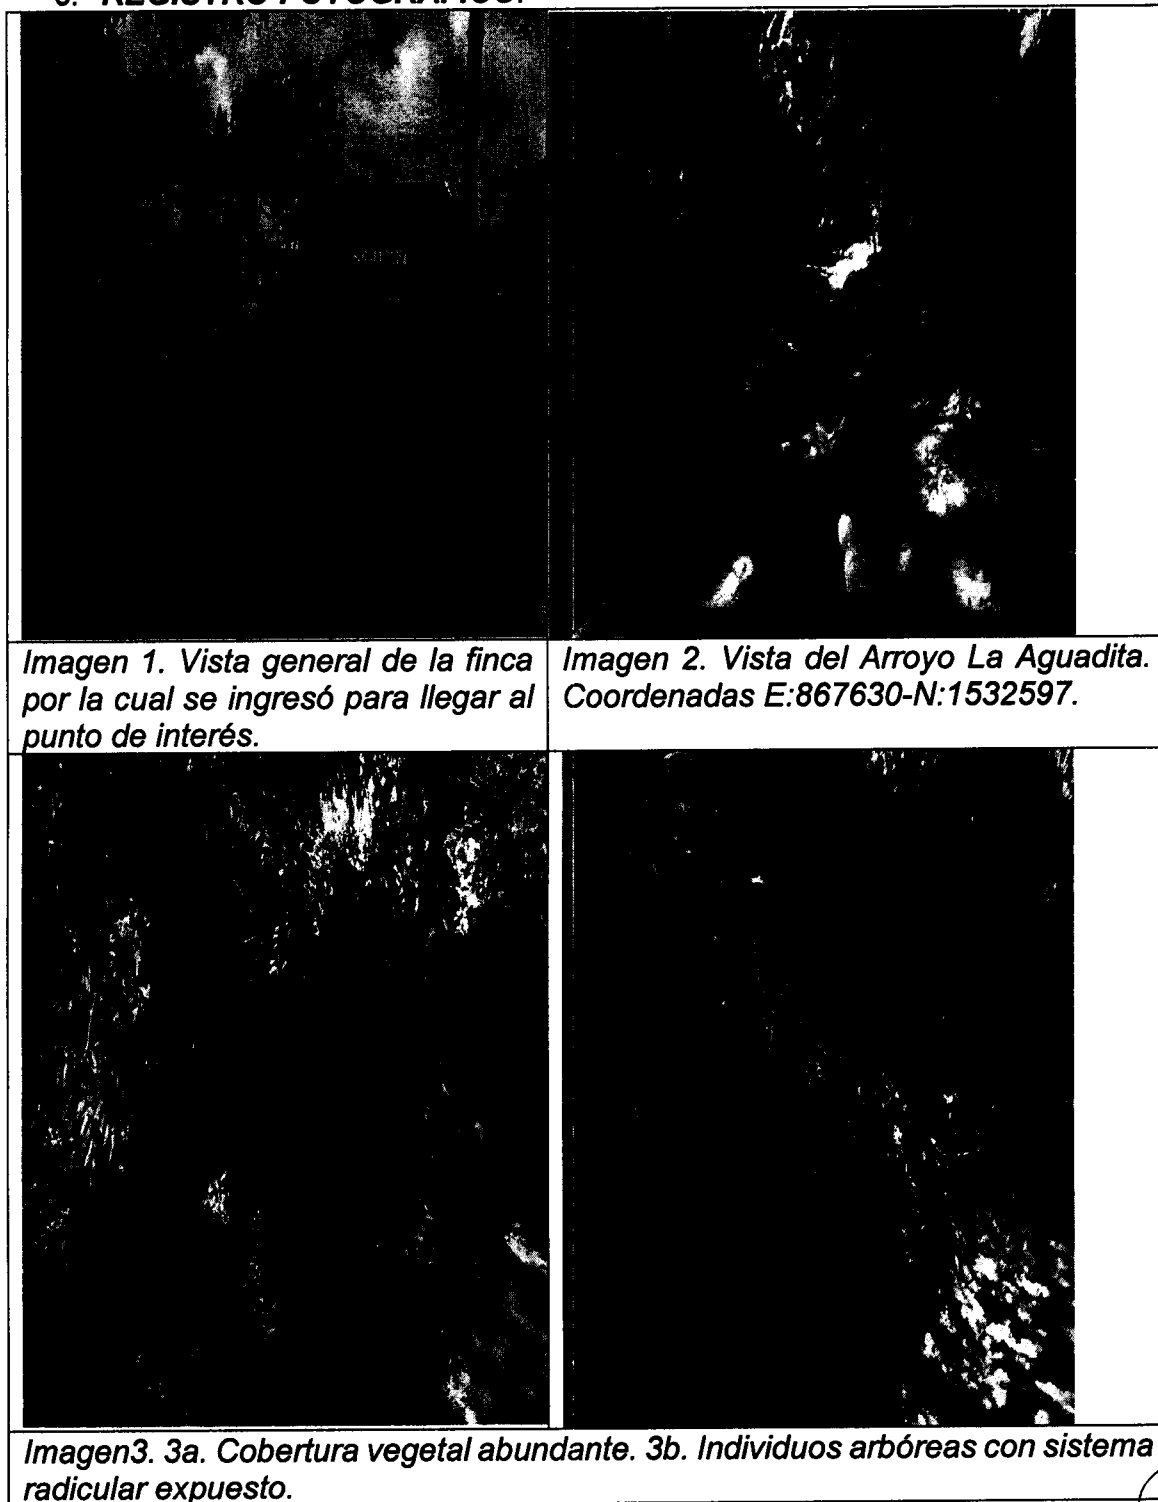 REGISTRO FOTOGRÁFICO.
Imagen 1. Vista general de la finca
por la cual se ingresó para llegar al
punto de interés.
Imagen 2. Vista del Arroyo La Aguadita.
Coordenadas E:867630-N:1532597.
Imagen3. 3a. Cobertura vegetal abundante. 3b. Individuos arbóreas con sistema
radicular expuesto.